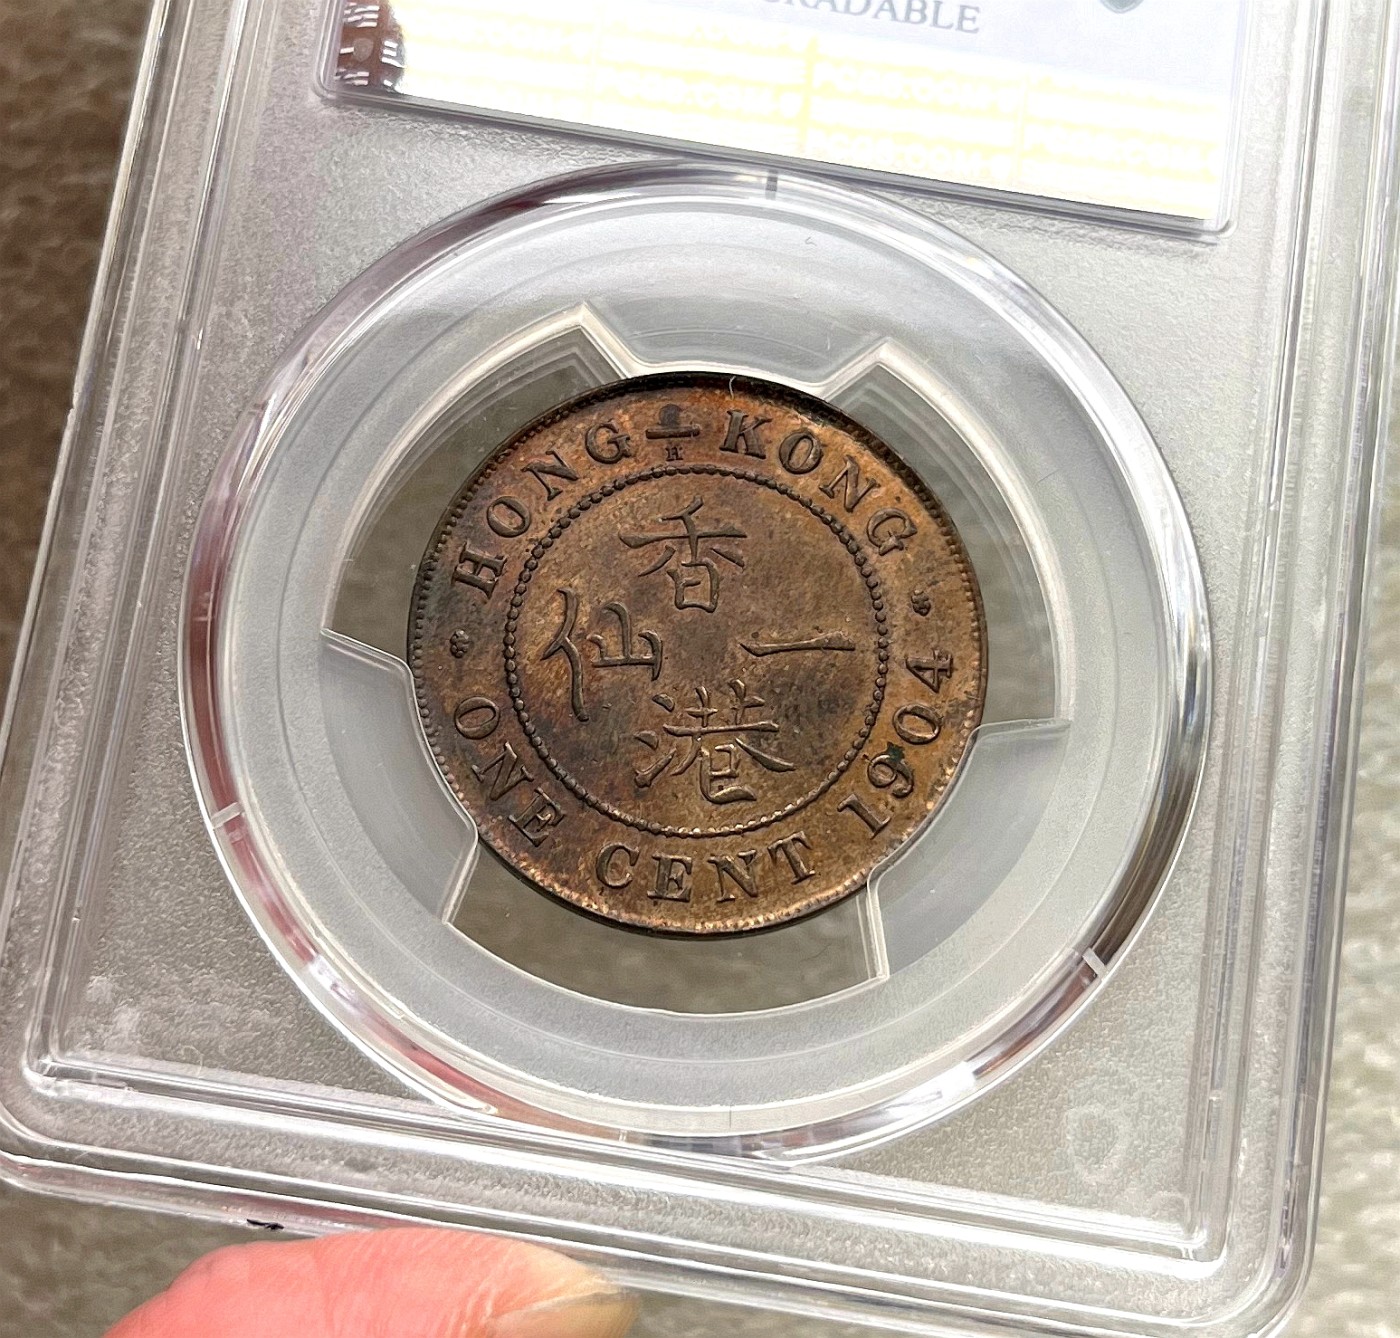 RADABLE
HONG KONG
H
香
仙 一
港
ONE CENT 1904